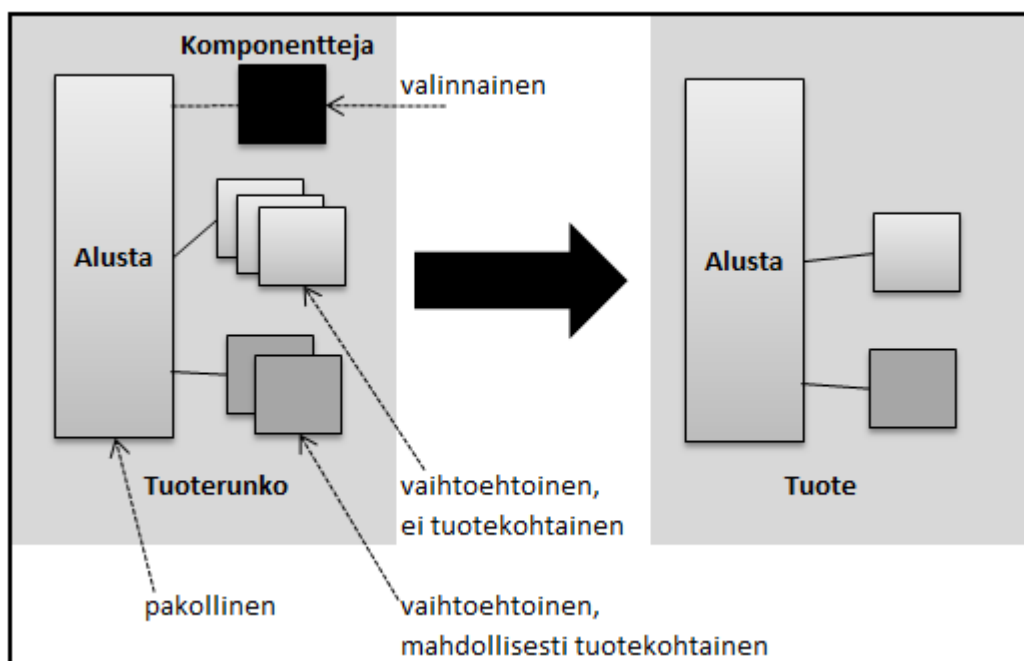 Komponentteja
valinnainen
Alusta
Alusta
Tuoterunko
vaihtoehtoinen,
ei tuotekohtainen
Tuote
pakollinen
vaihtoehtoinen,
mahdollisesti tuotekohtainen